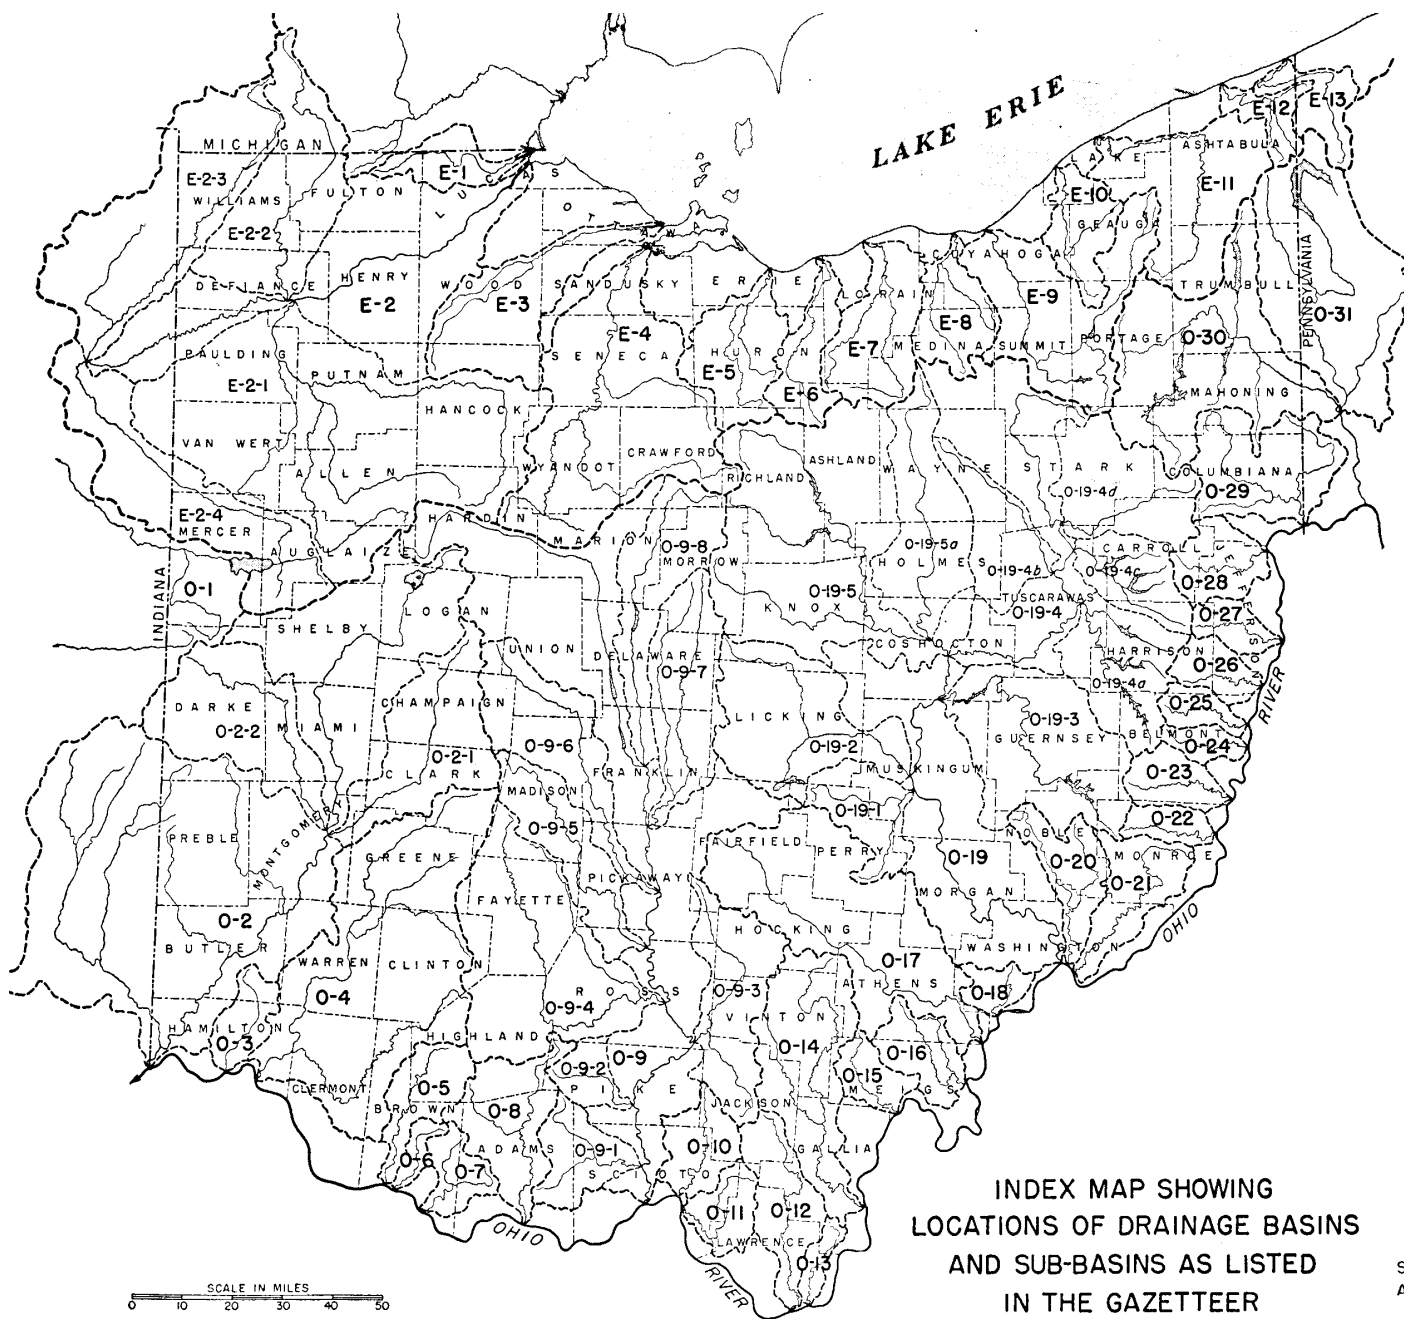 LAKE ERIE
MICHIGAN
E-12
E-13
E-1
LUCAS
LAKE
ASHTABULA
E-2-3
WILLIAMS
FULTON
OTTAWA
E-10
E-11
E-2-2
GEAUGA
CUYAHOGA
PENNSYLVANIA
DEFIANCE
HENRY
WOOD
SANDUSKY
ERIE
LORAIN
TRUMBULL
E-2
E-3
E-9
E-4
E-8
O-31
PAULDING
SENECA
HURON
E-7
MEDINA
SUMMIT
PORTAGE
O-30
E-2-1
PUTNAM
E-5
E-6
MAHONING
HANCOCK
VAN WERT
ALLEN
WYANDOT
CRAWFORD
RICHLAND
ASHLAND
WAYNE
STARK
COLUMBIANA
O-19-4d
O-29
E-2-4
MERCER
HARDIN
AUGLAIZE
MARION
O-9-8
MORROW
O-19-5a
HOLMES
O-19-4b
CARROLL
JEFFERSON
O-19-4c
O-28
INDIANA
O-1
LOGAN
O-19-5
KNOX
TUSCARAWAS
O-19-4
O-27
SHELBY
UNION
DELAWARE
COSHOCTON
HARRISON
O-9-7
O-26
O-19-4a
DARKE
CHAMPAIGN
O-25
O-2-2
MIAMI
LICKING
O-19-3
GUERNSEY
BELMONT
RIVER
O-9-6
O-19-2
O-24
O-2-1
CLARK
FRANKLIN
MUSKINGUM
O-23
MADISON
O-9-5
O-19-1
O-22
PREBLE
MONTGOMERY
GREENE
FAIRFIELD
PERRY
O-19
NOBLE
O-20
MONROE
O-21
PICKAWAY
MORGAN
FAYETTE
O-2
BUTLER
HOCKING
WASHINGTON
OHIO
WARREN
CLINTON
O-17
ATHENS
O-4
ROSS
O-9-3
O-18
O-9-4
VINTON
HAMILTON
O-3
HIGHLAND
O-14
O-9
O-16
O-9-2
O-15
CLERMONT
O-5
PIKE
MEIGS
BROWN
O-8
JACKSON
ADAMS
O-9-1
O-10
GALLIA
O-6
O-7
SCIOTO
O-11
O-12
OHIO
LAWRENCE
O-13
RIVER
INDEX MAP SHOWING
LOCATIONS OF DRAINAGE BASINS
AND SUB-BASINS AS LISTED
IN THE GAZETTEER
SCALE IN MILES
0 10 20 30 40 50
S
A